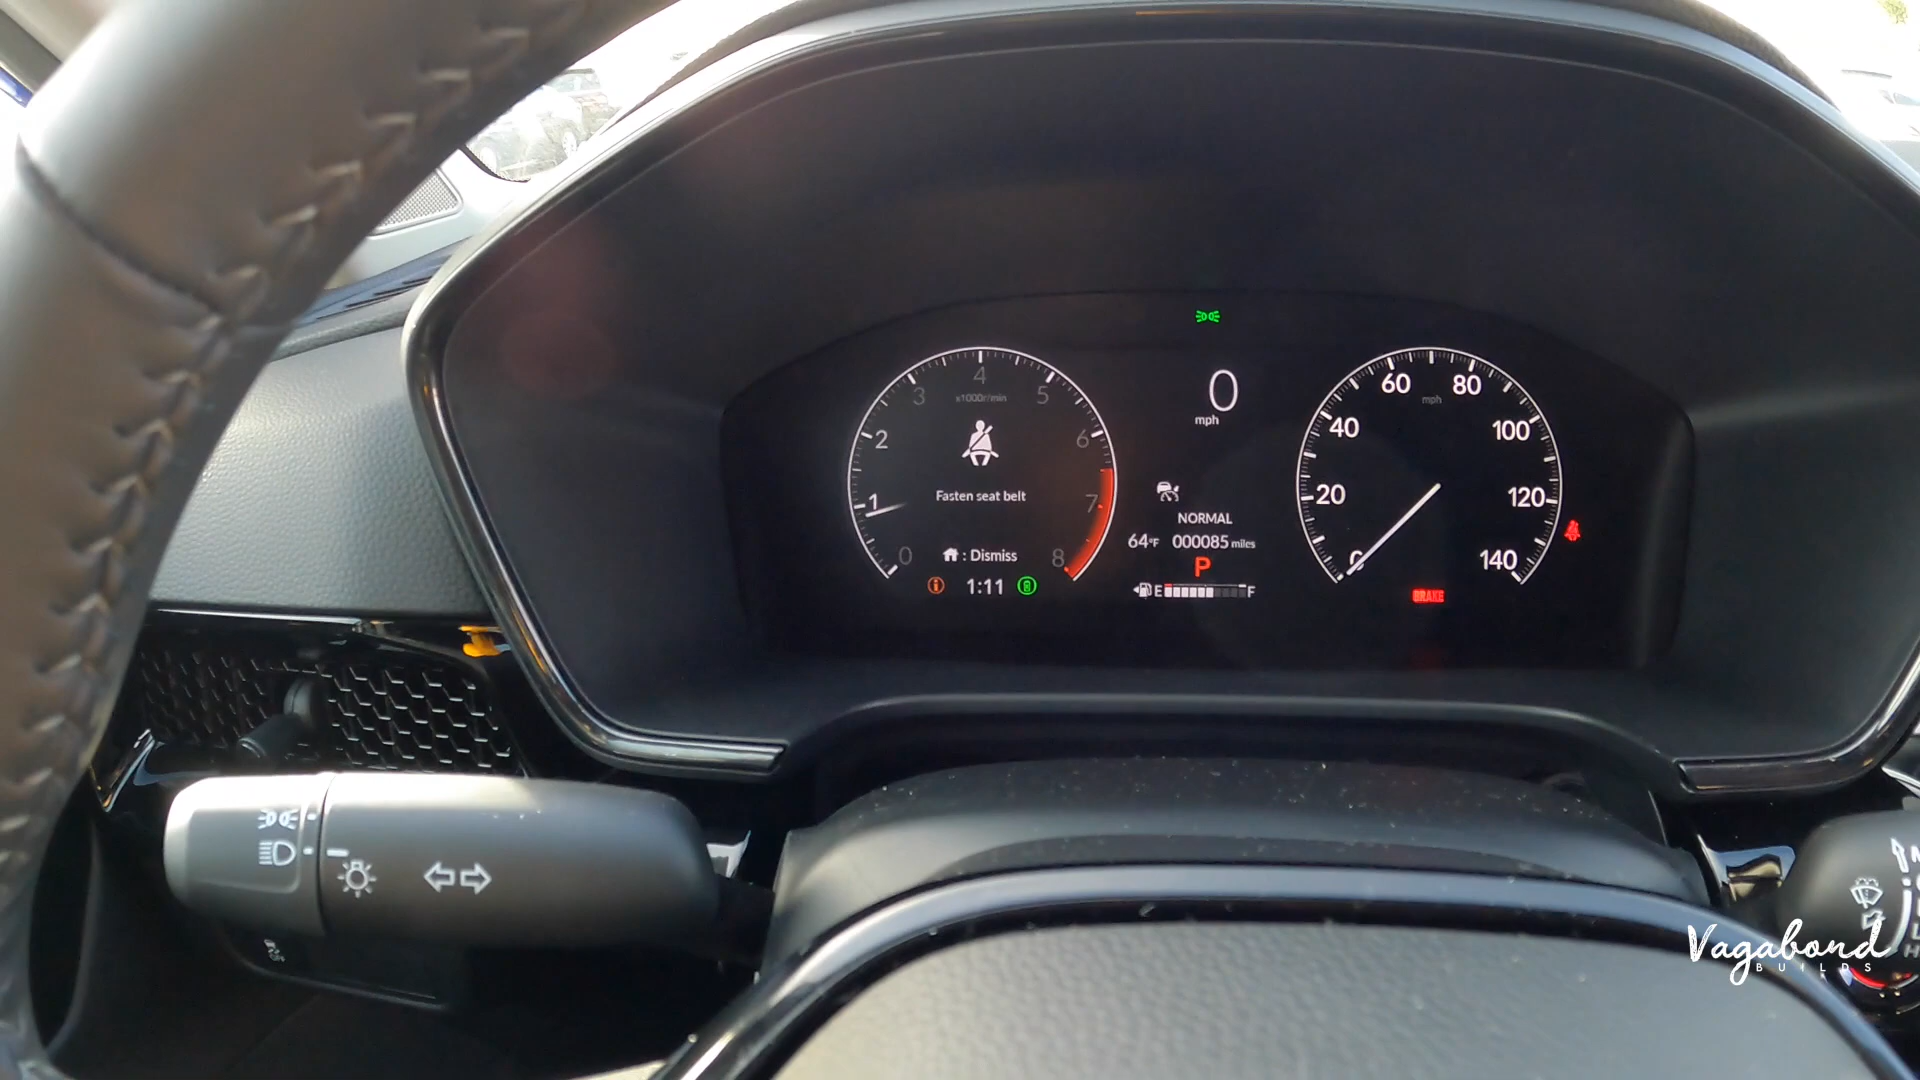 4
3
5
x1000r/min
2
6
Fasten seat belt
1
7
0
: Dismiss
8
1:11
0
mph
NORMAL
64°F 000085 miles
P
E F
60 80
mph
40 100
20 120
0 140
BRAKE
Vagabond
BUILDS